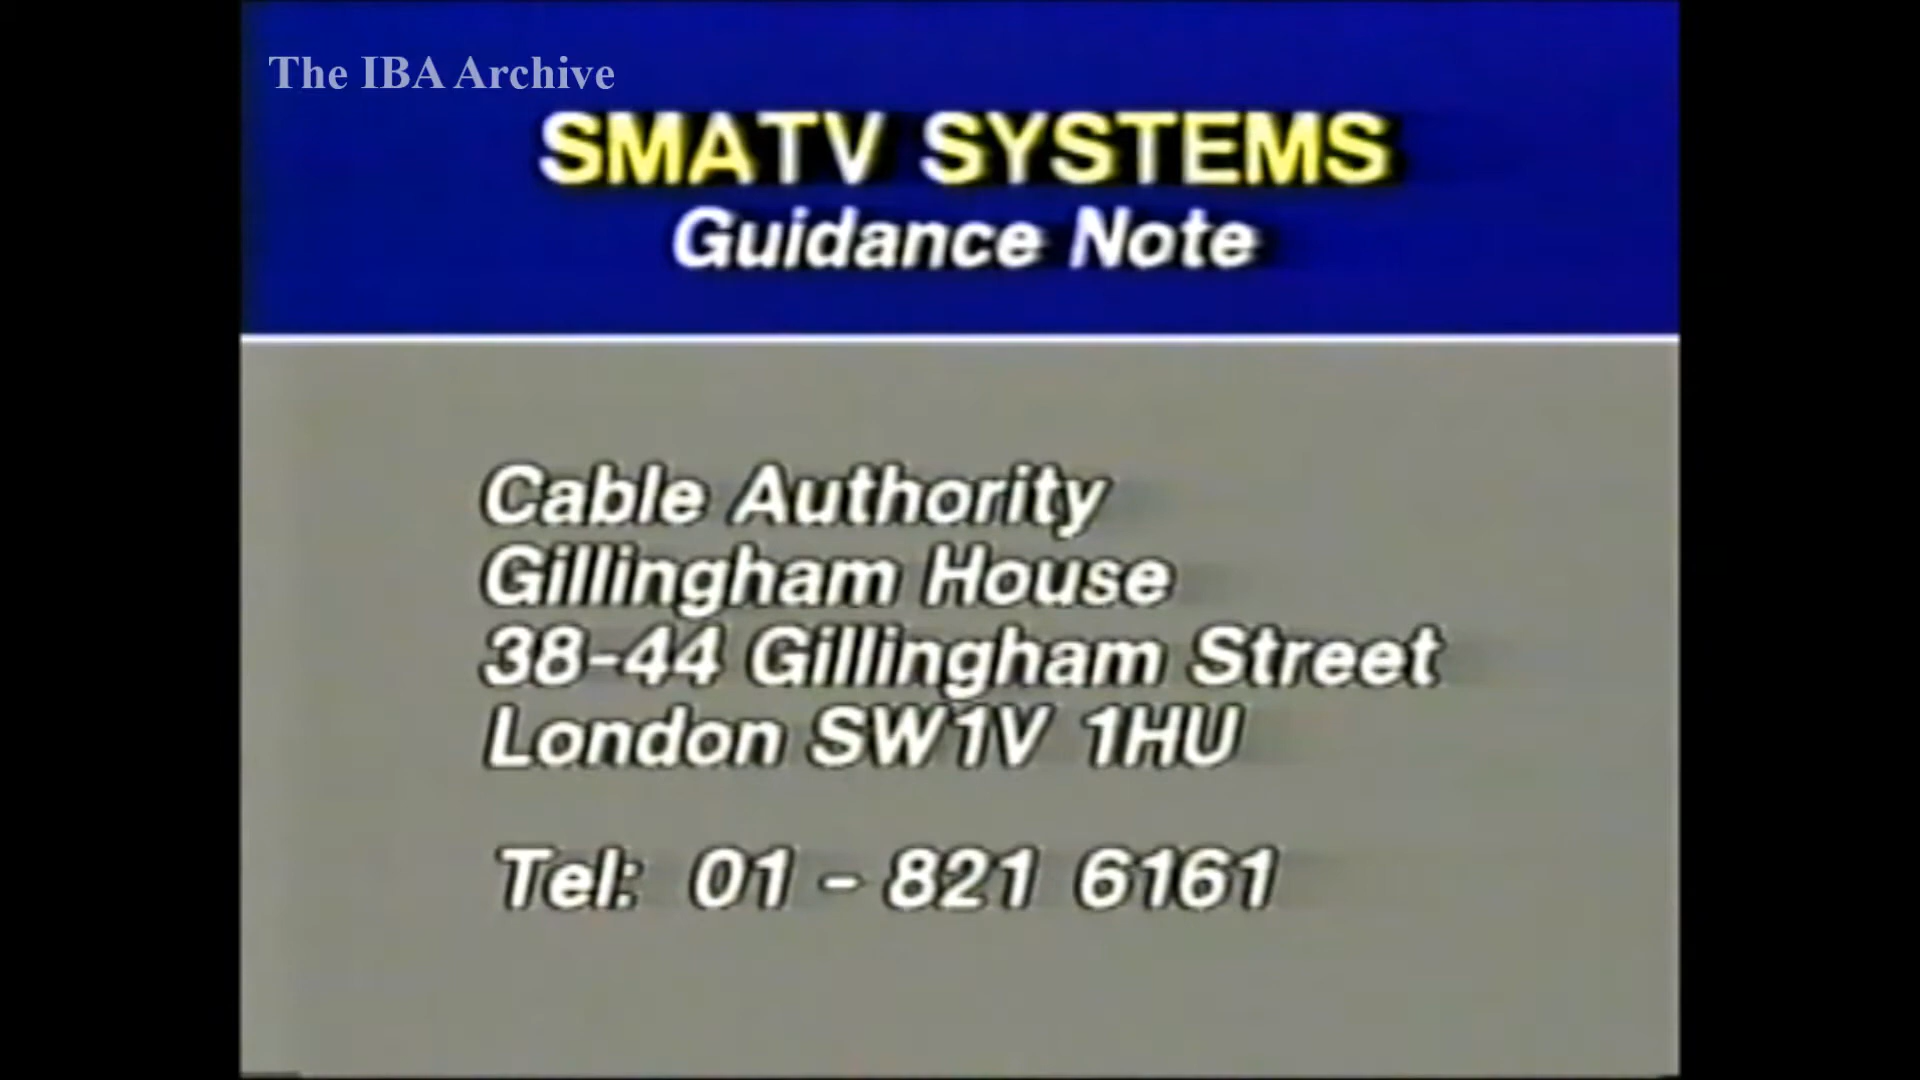 The IBA Archive
SMATV SYSTEMS
Guidance Note
Cable Authority
Gillingham House
38-44 Gillingham Street
London SW1V 1HU
Tel: 01 - 821 6161